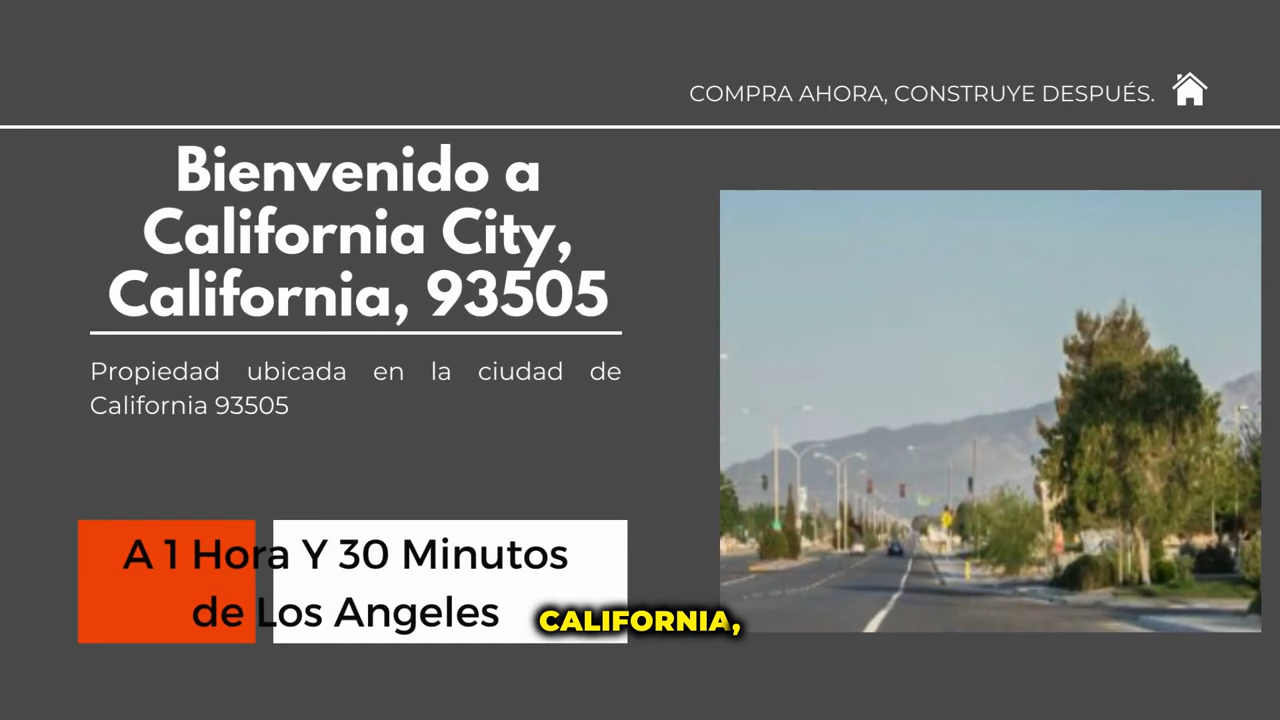 COMPRA AHORA, CONSTRUYE DESPUÉS.
Bienvenido a
California City,
California, 93505
Propiedad ubicada en la ciudad de
California 93505
A 1 Hora Y 30 Minutos
de Los Angeles
CALIFORNIA,